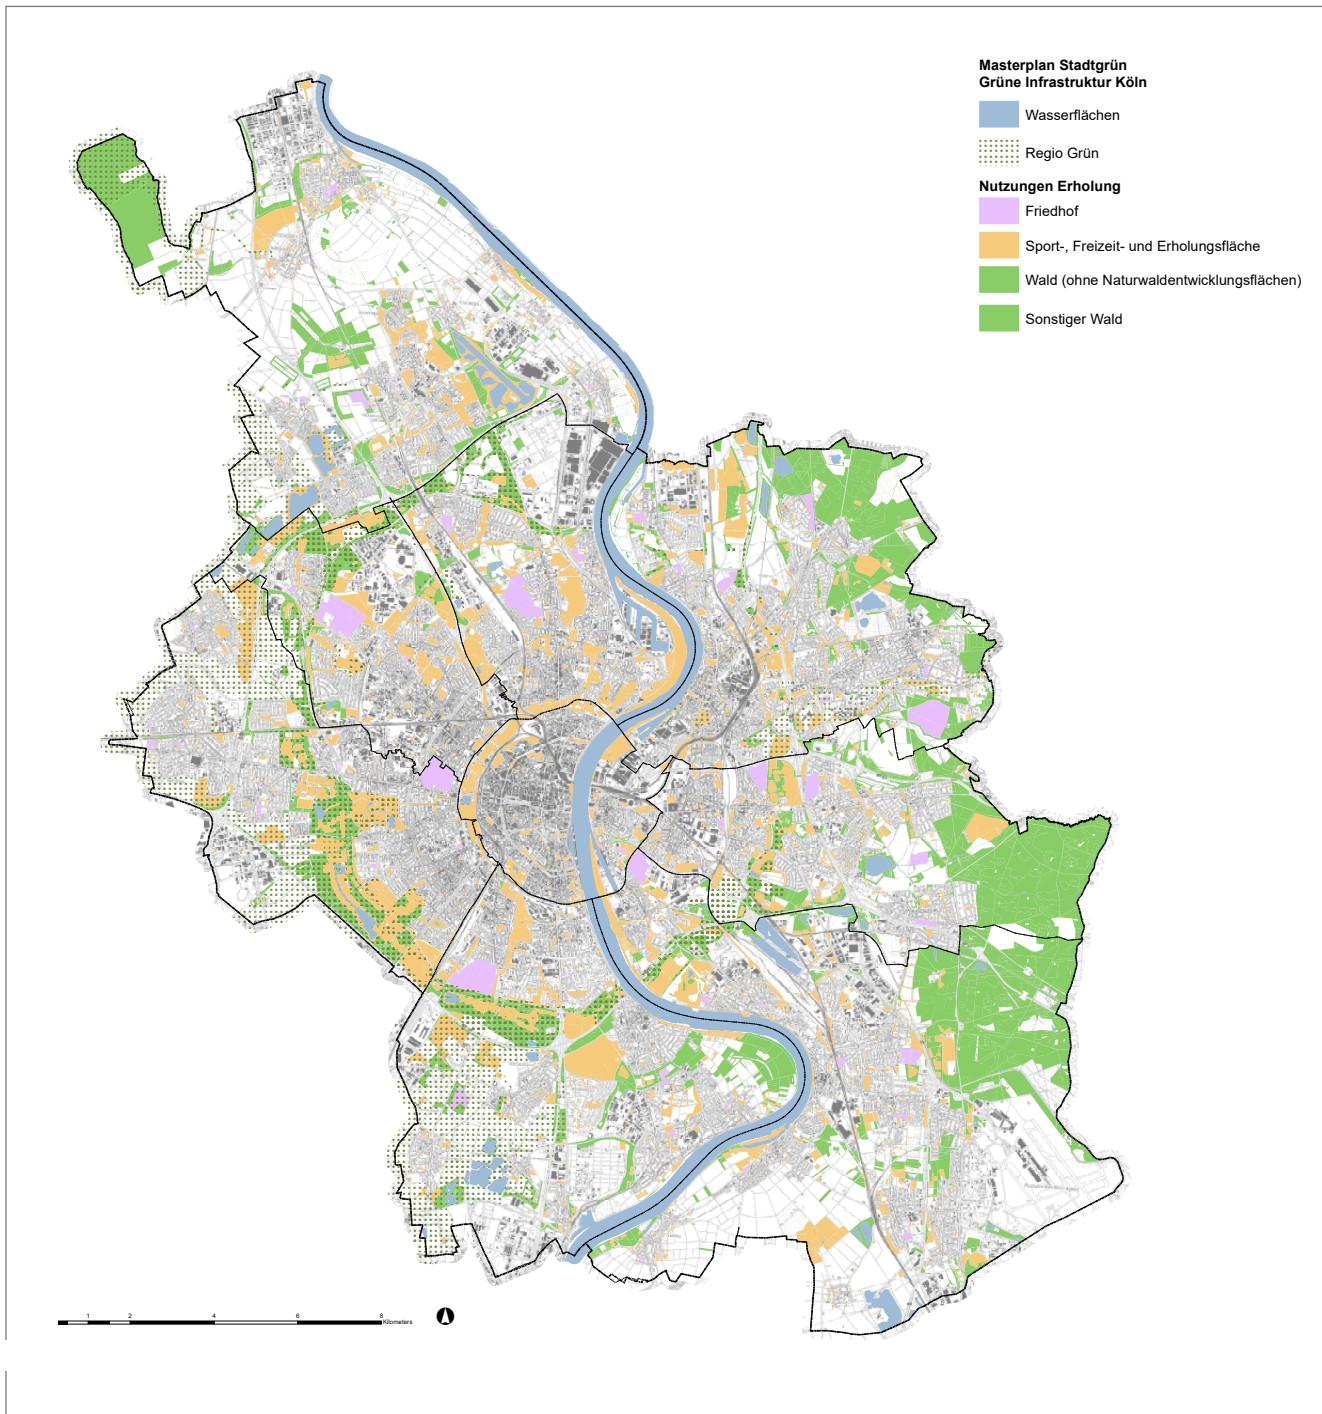 Masterplan Stadtgrün
Grüne Infrastruktur Köln
Wasserflächen
Regio Grün
Nutzungen Erholung
Friedhof
Sport-, Freizeit- und Erholungsfläche
Wald (ohne Naturwaldentwicklungsflächen)
Sonstiger Wald
1 2 4 6 8
Kilometers